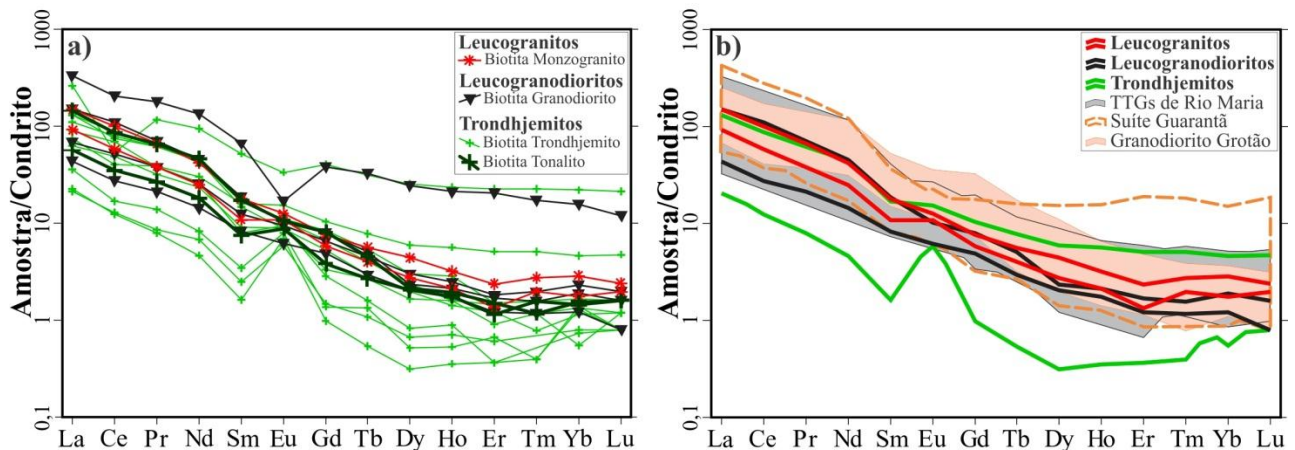 a)
Amostra/Condrito
1000
100
10
1
0,1
Leucogranitos
Biotita Monzogranito
Leucogranodioritos
Biotita Granodiorito
Trondhjemitos
Biotita Trondhjemito
Biotita Tonalito
La Ce Pr Nd Sm Eu Gd Tb Dy Ho Er Tm Yb Lu
b)
Amostra/Condrito
1000
100
10
1
0,1
Leucogranitos
Leucogranodioritos
Trondhjemitos
TTGs de Rio Maria
Suíte Guarantã
Granodiorito Grotão
La Ce Pr Nd Sm Eu Gd Tb Dy Ho Er Tm Yb Lu